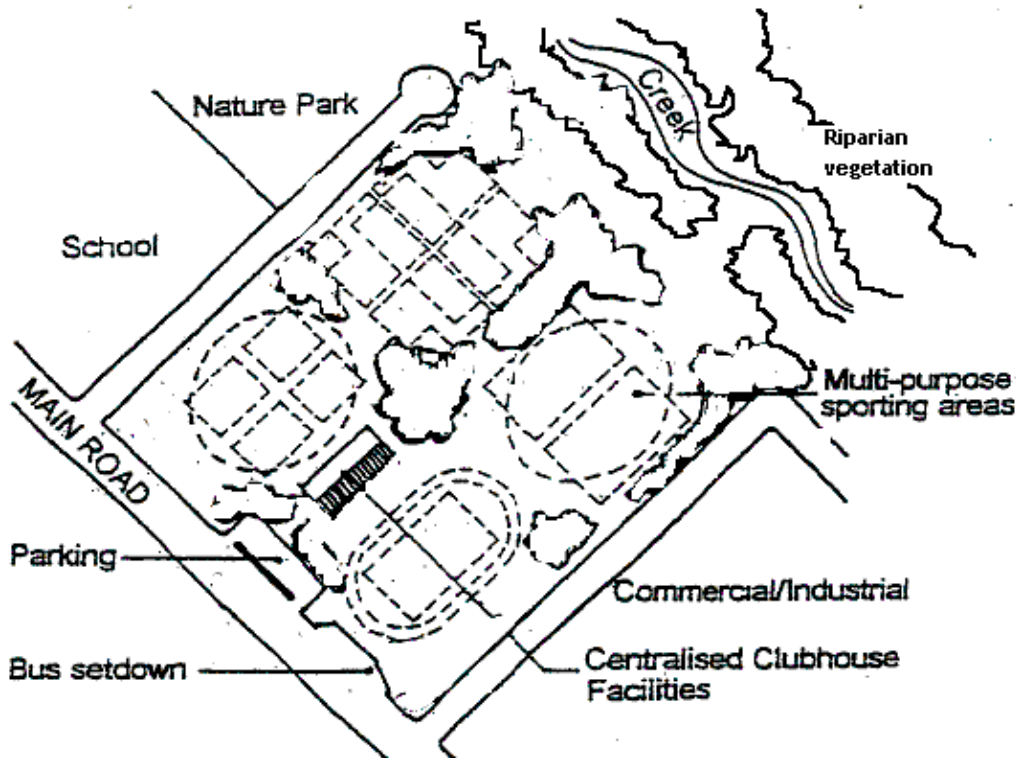 Nature Park
Creek
Riparian
vegetation
School
MAIN ROAD
Multi-purpose
sporting areas
Parking
Commercial/Industrial
Bus setdown
Centralised Clubhouse
Facilities